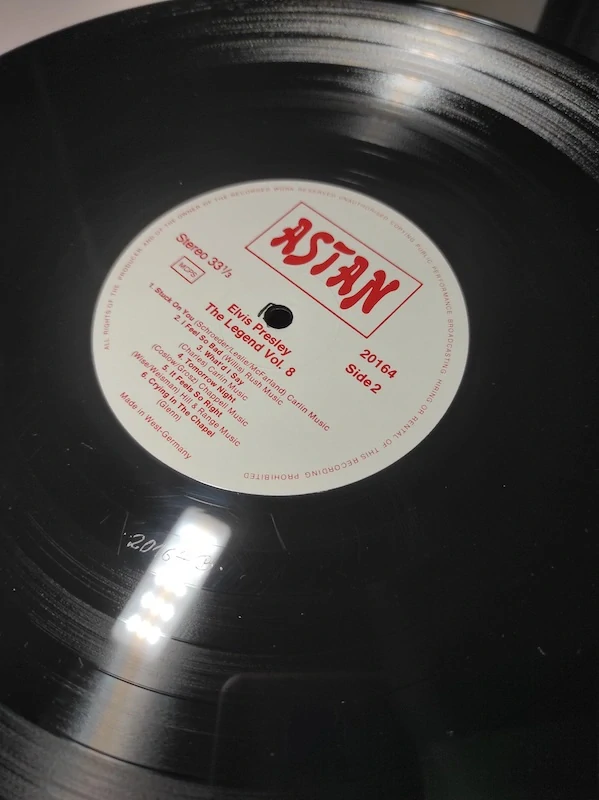 ALL RIGHTS OF THE PRODUCER AND OF THE OWNER OF THE RECORDED WORK RESERVED UNAUTHORISED COPYING PUBLIC PERFORMANCE BROADCASTING HIRING OR RENTAL OF THIS RECORDING PROHIBITED
ASTAN
Stereo 33 1/3
MCPS
20164
Side 2
Elvis Presley
The Legend Vol. 8
1. Stuck On You (Schroeder/Leslie/McFarland) Carlin Music
2. I Feel So Bad (Willis) Rush Music
3. What'd I Say
(Charles) Carlin Music
4. Tomorrow Night
(Coslow/Grosz) Chappell Music
5. It Feels So Right
(Wise/Weisman) Hill & Range Music
6. Crying In The Chapel
(Glenn)
Made in West-Germany
20164-B